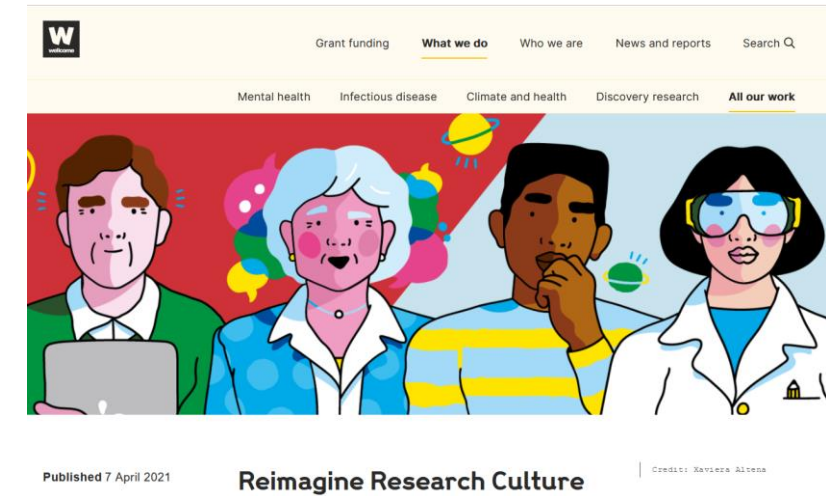 W
wellcome
Grant funding What we do Who we are News and reports Search
Mental health Infectious disease Climate and health Discovery research All our work
Published 7 April 2021
Reimagine Research Culture
Credit: Xaviera Altena